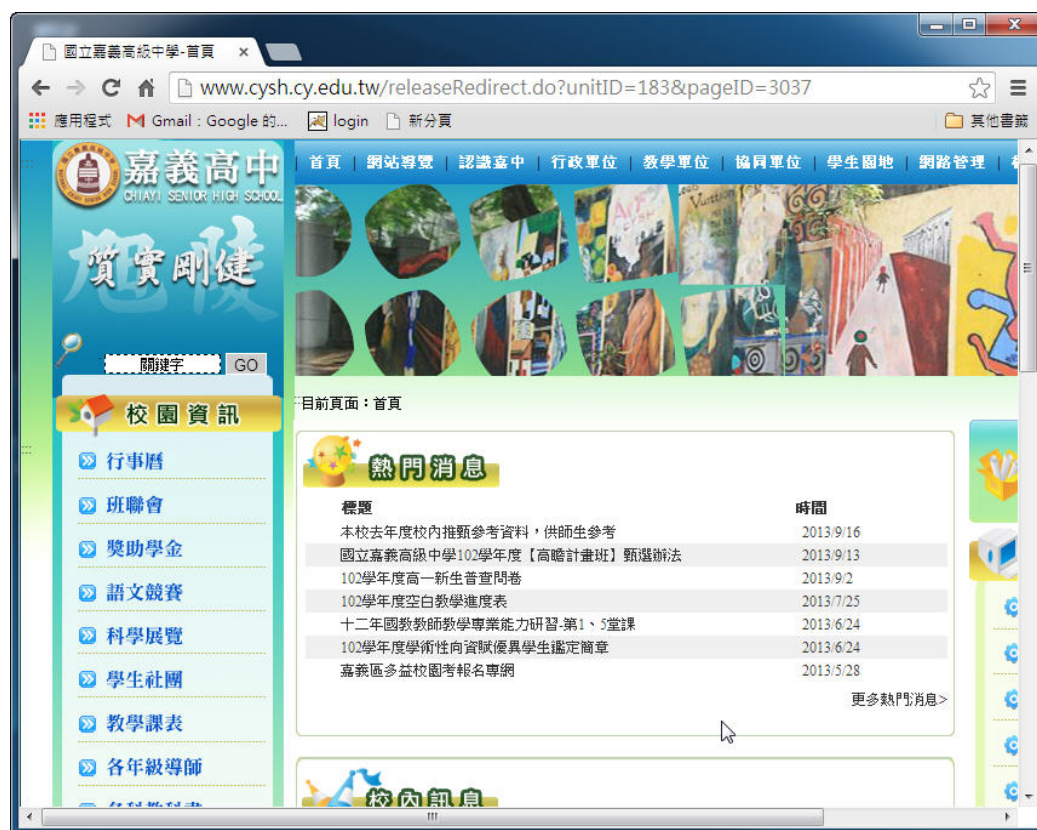 國立嘉義高級中學-首頁
www.cysh.cy.edu.tw/releaseRedirect.do?unitID=183&pageID=3037
應用程式 Gmail : Google 的... login 新分頁 其他書籤
嘉義高中
CHIAYI SENIOR HIGH SCHOOL
首頁 | 網站導覽 | 認識嘉中 | 行政單位 | 教學單位 | 協同單位 | 學生園地 | 網路管理 |
旭陵
質實剛健
關鍵字 GO
目前頁面：首頁
校園資訊
行事曆
班聯會
獎助學金
語文競賽
科學展覽
學生社團
教學課表
各年級導師
各科教科書
熱門消息
標題 時間
本校去年度校內推甄參考資料，供師生參考 2013/9/16
國立嘉義高級中學102學年度【高瞻計畫班】甄選辦法 2013/9/13
102學年度高一新生普查問卷 2013/9/2
102學年度空白教學進度表 2013/7/25
十二年國教教師教學專業能力研習-第1、5堂課 2013/6/24
102學年度學術性向資賦優異學生鑑定簡章 2013/6/24
嘉義區多益校園考報名專網 2013/5/28
更多熱門消息>
校內訊息